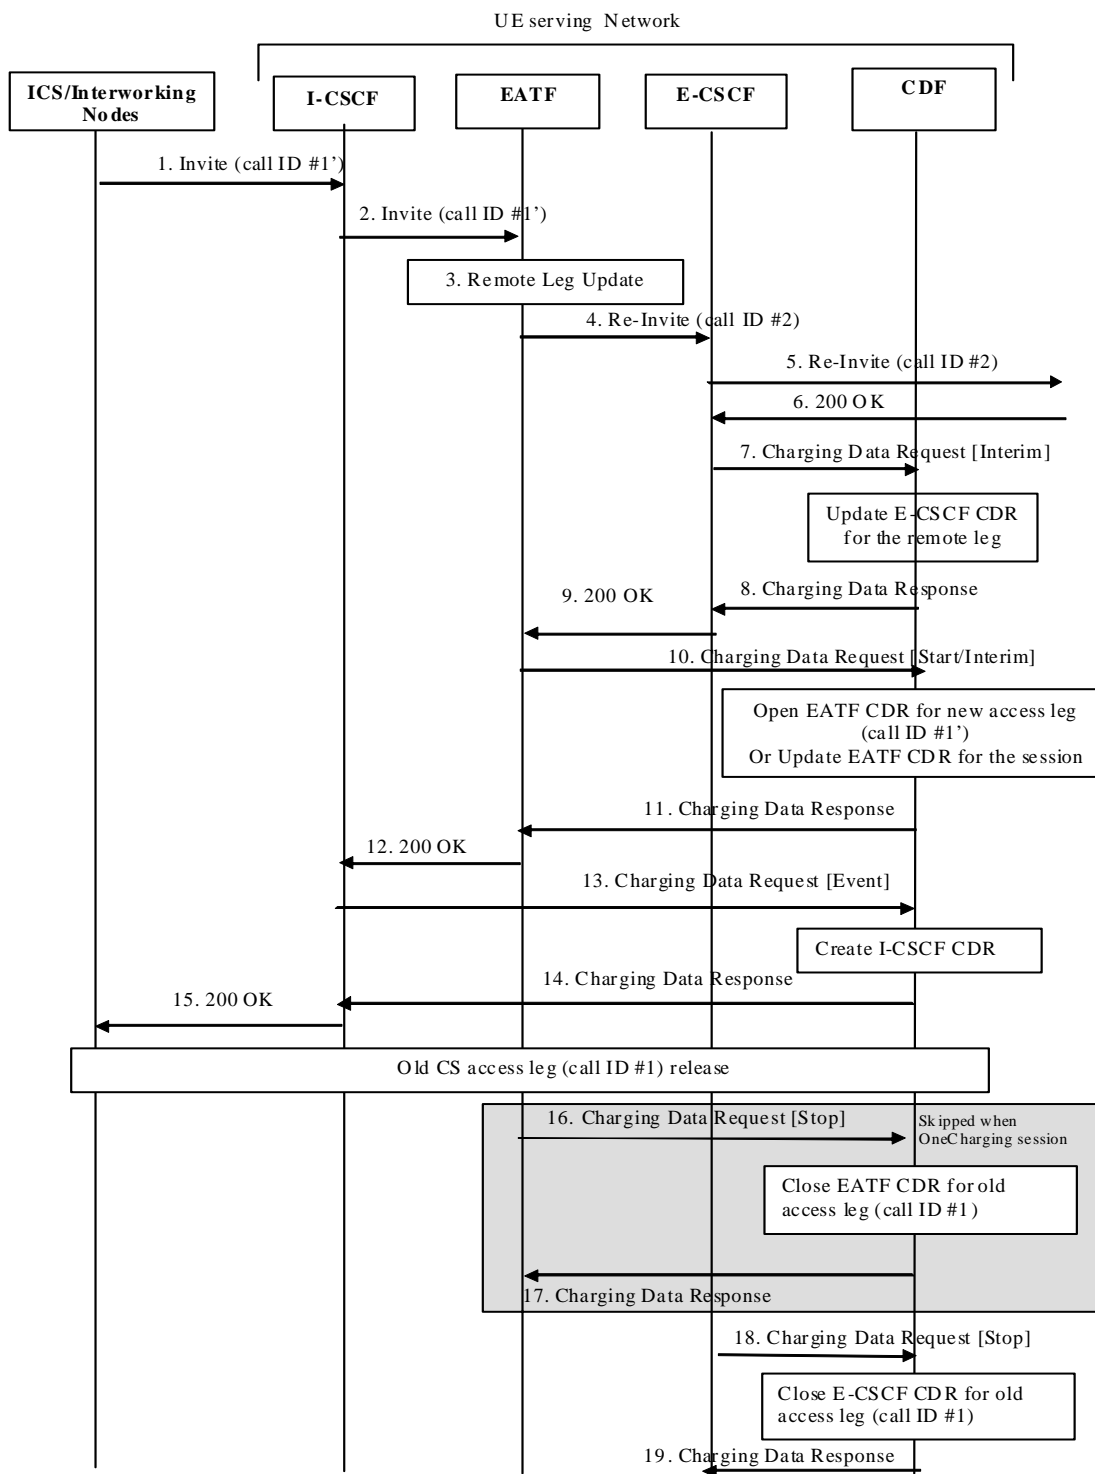 UE serving Network
ICS/Interworking
Nodes
I-CSCF
EATF
E-CSCF
CDF
1. Invite (call ID #1')
2. Invite (call ID #1')
3. Remote Leg Update
4. Re-Invite (call ID #2)
5. Re-Invite (call ID #2)
6. 200 OK
7. Charging Data Request [Interim]
Update E-CSCF CDR
for the remote leg
8. Charging Data Response
9. 200 OK
10. Charging Data Request [Start/Interim]
Open EATF CDR for new access leg
(call ID #1')
Or Update EATF CDR for the session
11. Charging Data Response
12. 200 OK
13. Charging Data Request [Event]
Create I-CSCF CDR
14. Charging Data Response
15. 200 OK
Old CS access leg (call ID #1) release
16. Charging Data Request [Stop]
Skipped when
OneCharging session
Close EATF CDR for old
access leg (call ID #1)
17. Charging Data Response
18. Charging Data Request [Stop]
Close E-CSCF CDR for old
access leg (call ID #1)
19. Charging Data Response